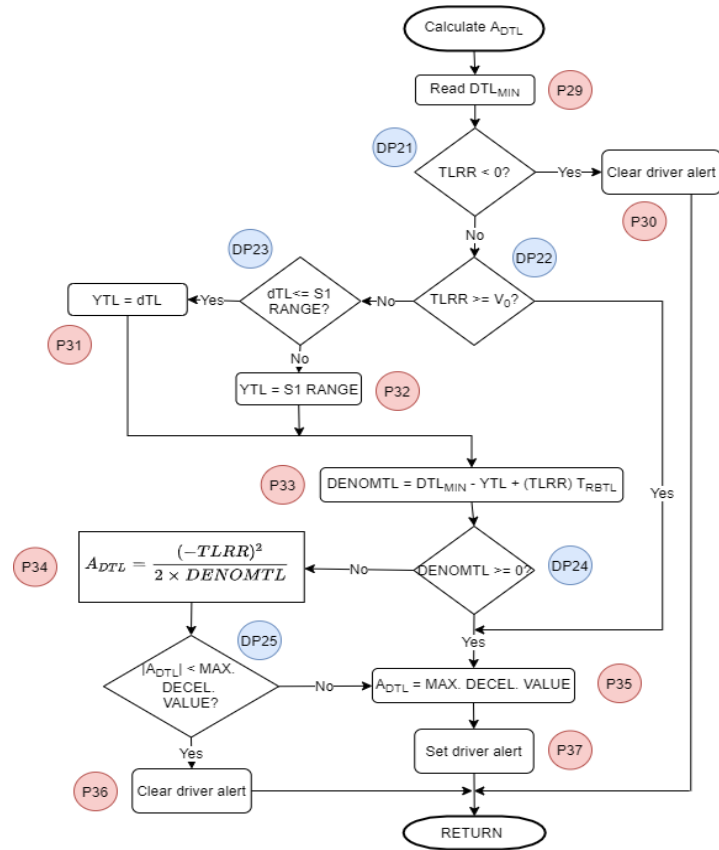 Calculate A_DTL
Read DTL_MIN
P29
DP21
TLRR < 0?
Yes
Clear driver alert
P30
No
DP23
DP22
YTL = dTL
Yes
dTL<= S1
RANGE?
No
TLRR >= V_0?
P31
No
YTL = S1 RANGE
P32
P33
DENOMTL = DTL_MIN - YTL + (TLRR) T_RBTL
Yes
P34
A_DTL = (-TLRR)^2 / 2 × DENOMTL
No
DENOMTL >= 0?
DP24
DP25
Yes
|A_DTL| < MAX.
DECEL.
VALUE?
No
A_DTL = MAX. DECEL. VALUE
P35
Yes
Set driver alert
P37
P36
Clear driver alert
RETURN